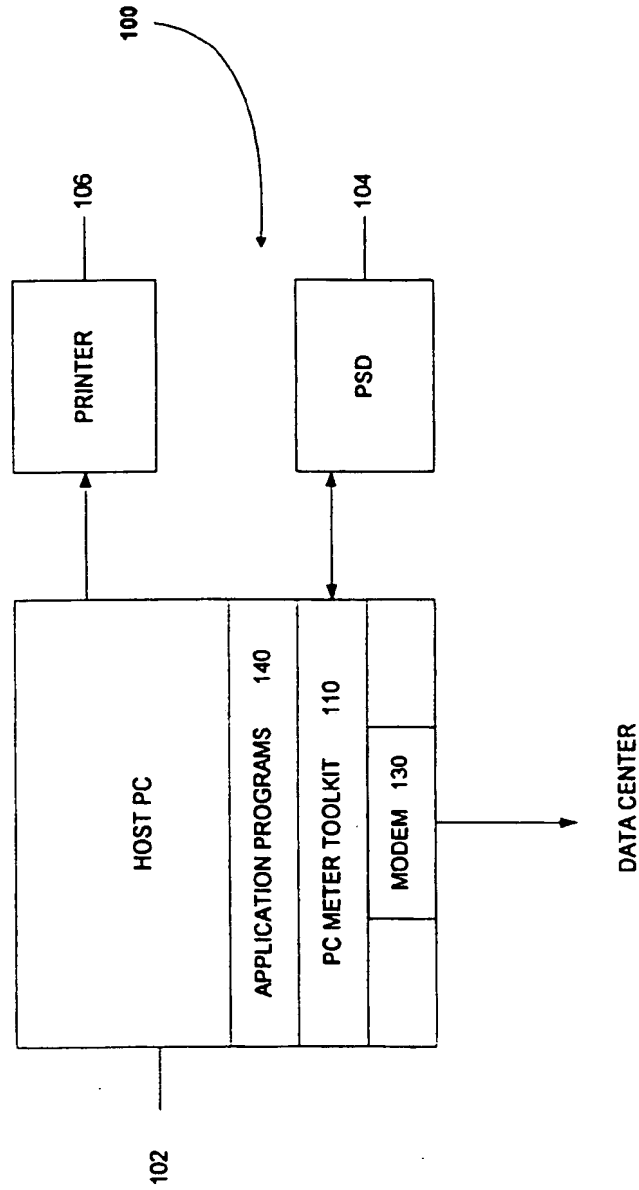 100
106
PRINTER
104
PSD
HOST PC
APPLICATION PROGRAMS 140
PC METER TOOLKIT 110
MODEM 130
102
DATA CENTER